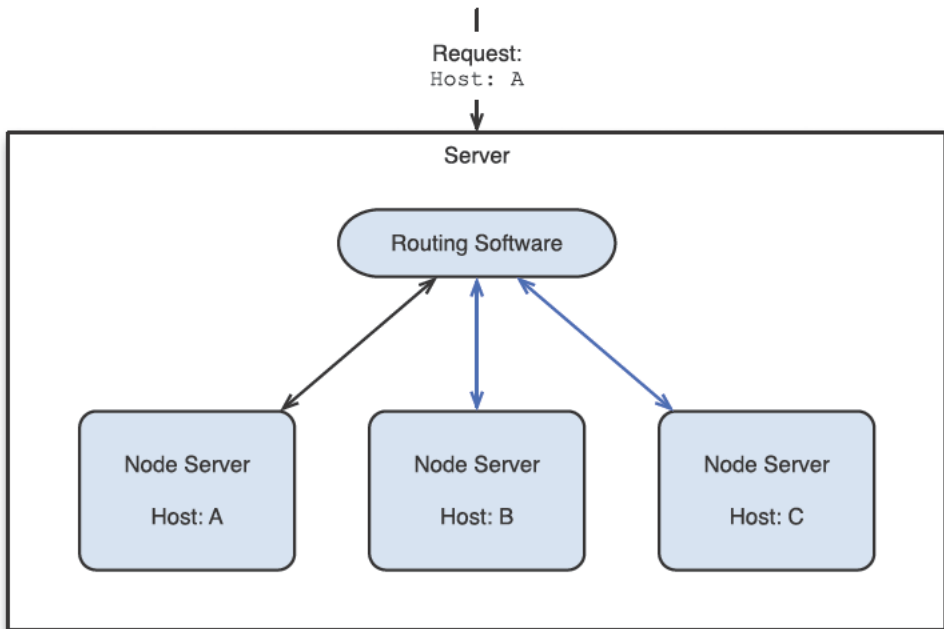 Request:
Host: A
Server
Routing Software
Node Server
Host: A
Node Server
Host: B
Node Server
Host: C